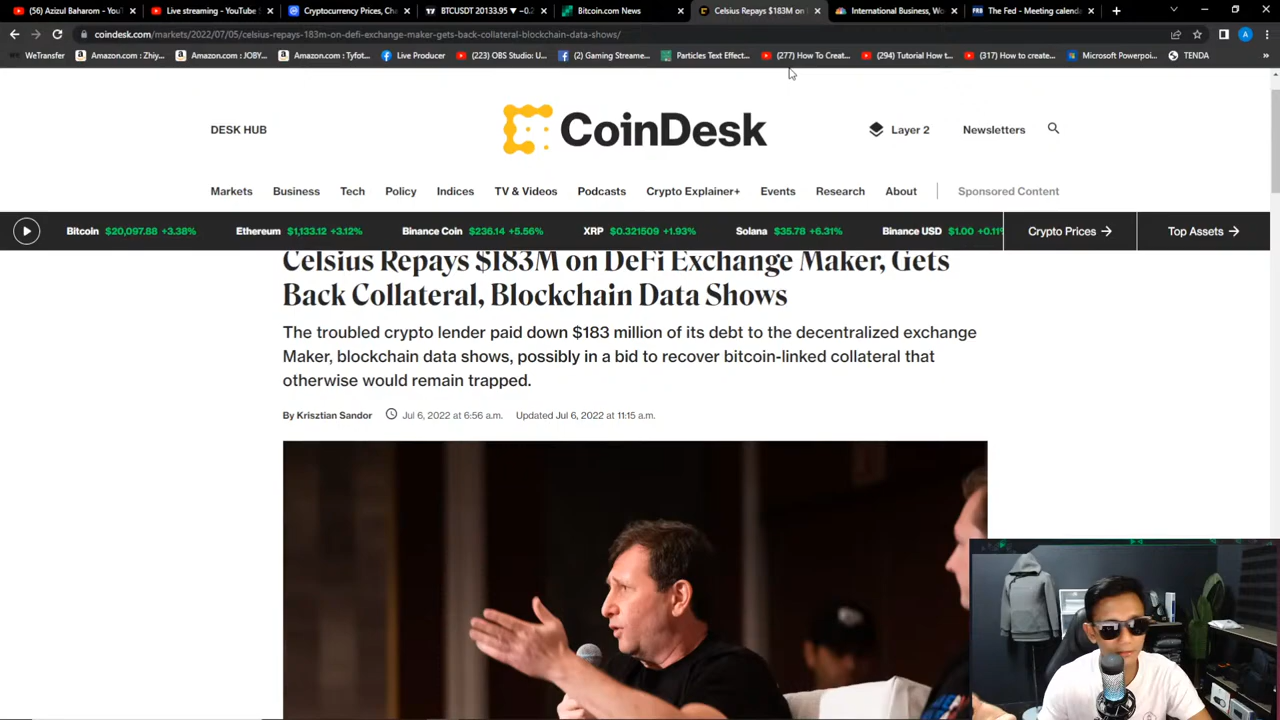 (56) Azizul Baharom - You
Live streaming - YouTube
Cryptocurrency Prices, Cha
BTCUSDT 20133.95 ▼ −0.2
Bitcoin.com News
Celsius Repays $183M on
International Business, Wo
The Fed - Meeting calenda
coindesk.com/markets/2022/07/05/celsius-repays-183m-on-defi-exchange-maker-gets-back-collateral-blockchain-data-shows/
WeTransfer
Amazon.com : Zhiy...
Amazon.com : JOBY...
Amazon.com : Tyfot...
Live Producer
(223) OBS Studio: U...
(2) Gaming Streame...
Particles Text Effect...
(277) How To Creat...
(294) Tutorial How t...
(317) How to create...
Microsoft Powerpoi...
TENDA
DESK HUB
CoinDesk
Layer 2
Newsletters
Markets Business Tech Policy Indices TV & Videos Podcasts Crypto Explainer+ Events Research About Sponsored Content
Bitcoin $20,097.88 +3.38% Ethereum $1,133.12 +3.12% Binance Coin $236.14 +5.56% XRP $0.321509 +1.93% Solana $35.78 +6.31% Binance USD $1.00 +0.11% Crypto Prices → Top Assets →
Celsius Repays $183M on DeFi Exchange Maker, Gets
Back Collateral, Blockchain Data Shows
The troubled crypto lender paid down $183 million of its debt to the decentralized exchange
Maker, blockchain data shows, possibly in a bid to recover bitcoin-linked collateral that
otherwise would remain trapped.
By Krisztian Sandor Jul 6, 2022 at 6:56 a.m. Updated Jul 6, 2022 at 11:15 a.m.